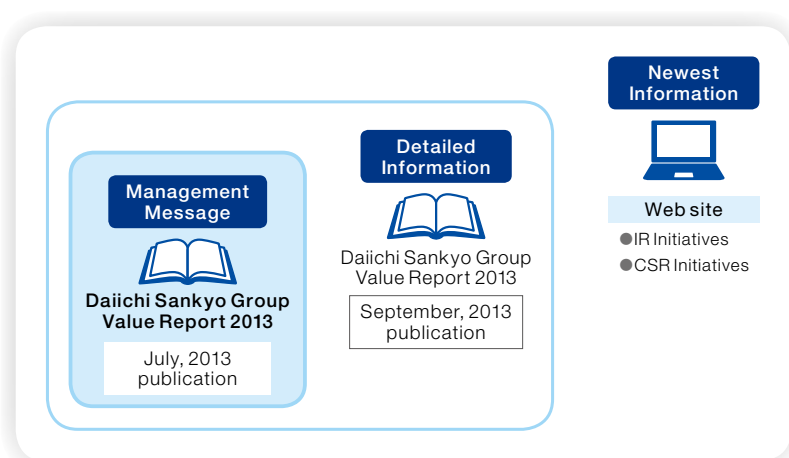 Management
Message
Daiichi Sankyo Group
Value Report 2013
July, 2013
publication
Detailed
Information
Daiichi Sankyo Group
Value Report 2013
September, 2013
publication
Newest
Information
Web site
●IR Initiatives
●CSR Initiatives